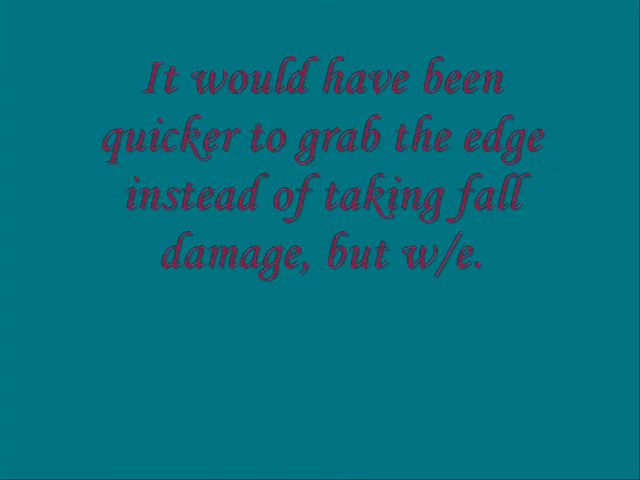 It would have been
quicker to grab the edge
instead of taking fall
damage, but w/e.